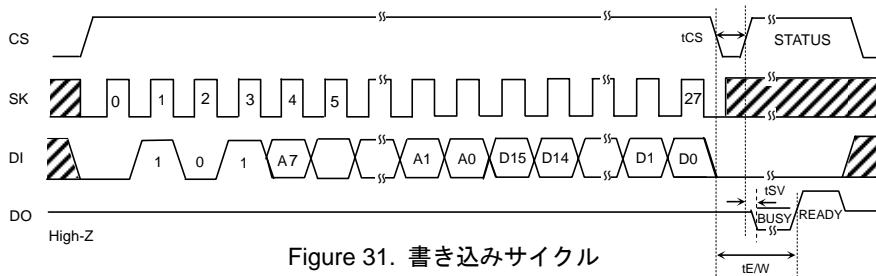 CS
tCS
STATUS
SK
0 1 2 3 4 5 27
DI
1 0 1 A7 A1 A0 D15 D14 D1 D0
tSV
DO
BUSY READY
High-Z
tE/W
Figure 31. 書き込みサイクル